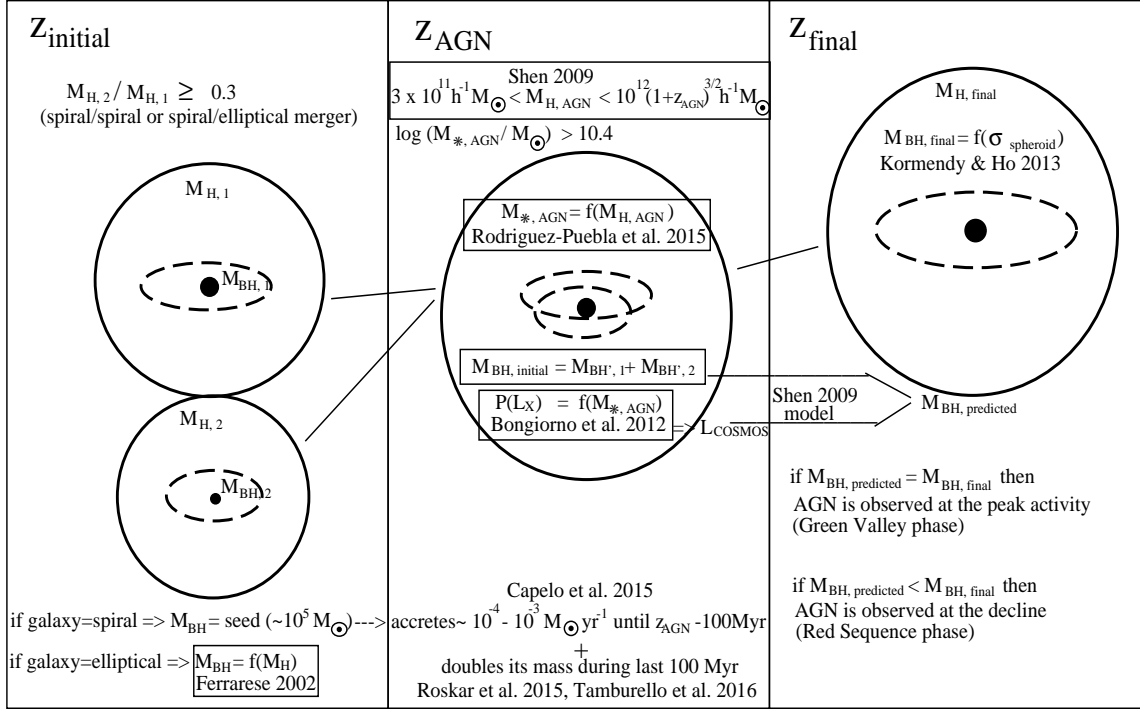 z_initial
M_H,2 / M_H,1 ≥ 0.3
(spiral/spiral or spiral/elliptical merger)
M_H,1
M_BH,1
M_H,2
M_BH,2
if galaxy=spiral => M_BH = seed (~10^5 M_⊙) --->
if galaxy=elliptical => M_BH = f(M_H)
Ferrarese 2002
z_AGN
Shen 2009
3 x 10^11 h^-1 M_⊙ < M_H,AGN < 10^12 (1+z_AGN)^3/2 h^-1 M_⊙
log (M_*,AGN / M_⊙) > 10.4
M_*,AGN = f(M_H,AGN)
Rodriguez-Puebla et al. 2015
M_BH,initial = M_BH',1 + M_BH',2
P(L_X) = f(M_*,AGN)
Bongiorno et al. 2012 => L_COSMOS
Capelo et al. 2015
accretes~ 10^-4 - 10^-3 M_⊙ yr^-1 until z_AGN -100Myr
+
doubles its mass during last 100 Myr
Roskar et al. 2015, Tamburello et al. 2016
z_final
M_H,final
M_BH,final = f(σ_spheroid)
Kormendy & Ho 2013
Shen 2009
model
M_BH,predicted
if M_BH,predicted = M_BH,final then
AGN is observed at the peak activity
(Green Valley phase)
if M_BH,predicted < M_BH,final then
AGN is observed at the decline
(Red Sequence phase)